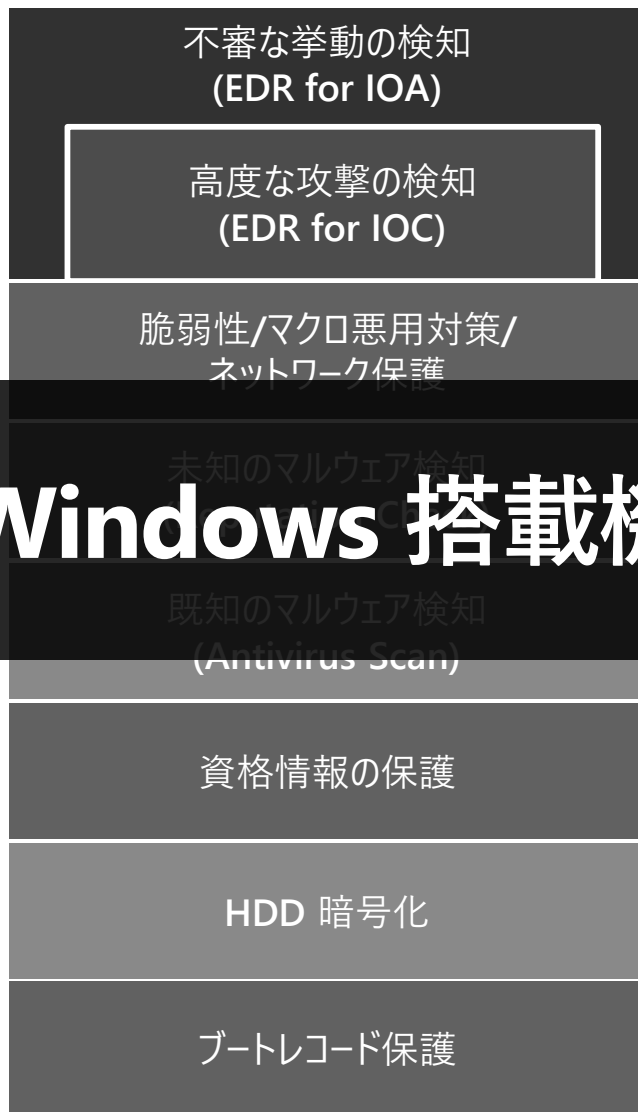 不審な挙動の検知
(EDR for IOA)
高度な攻撃の検知
(EDR for IOC)
脆弱性/マクロ悪用対策/
ネットワーク保護
未知のマルウェア検知
Windows 搭載機
既知のマルウェア検知
(Antivirus Scan)
資格情報の保護
HDD 暗号化
ブートレコード保護